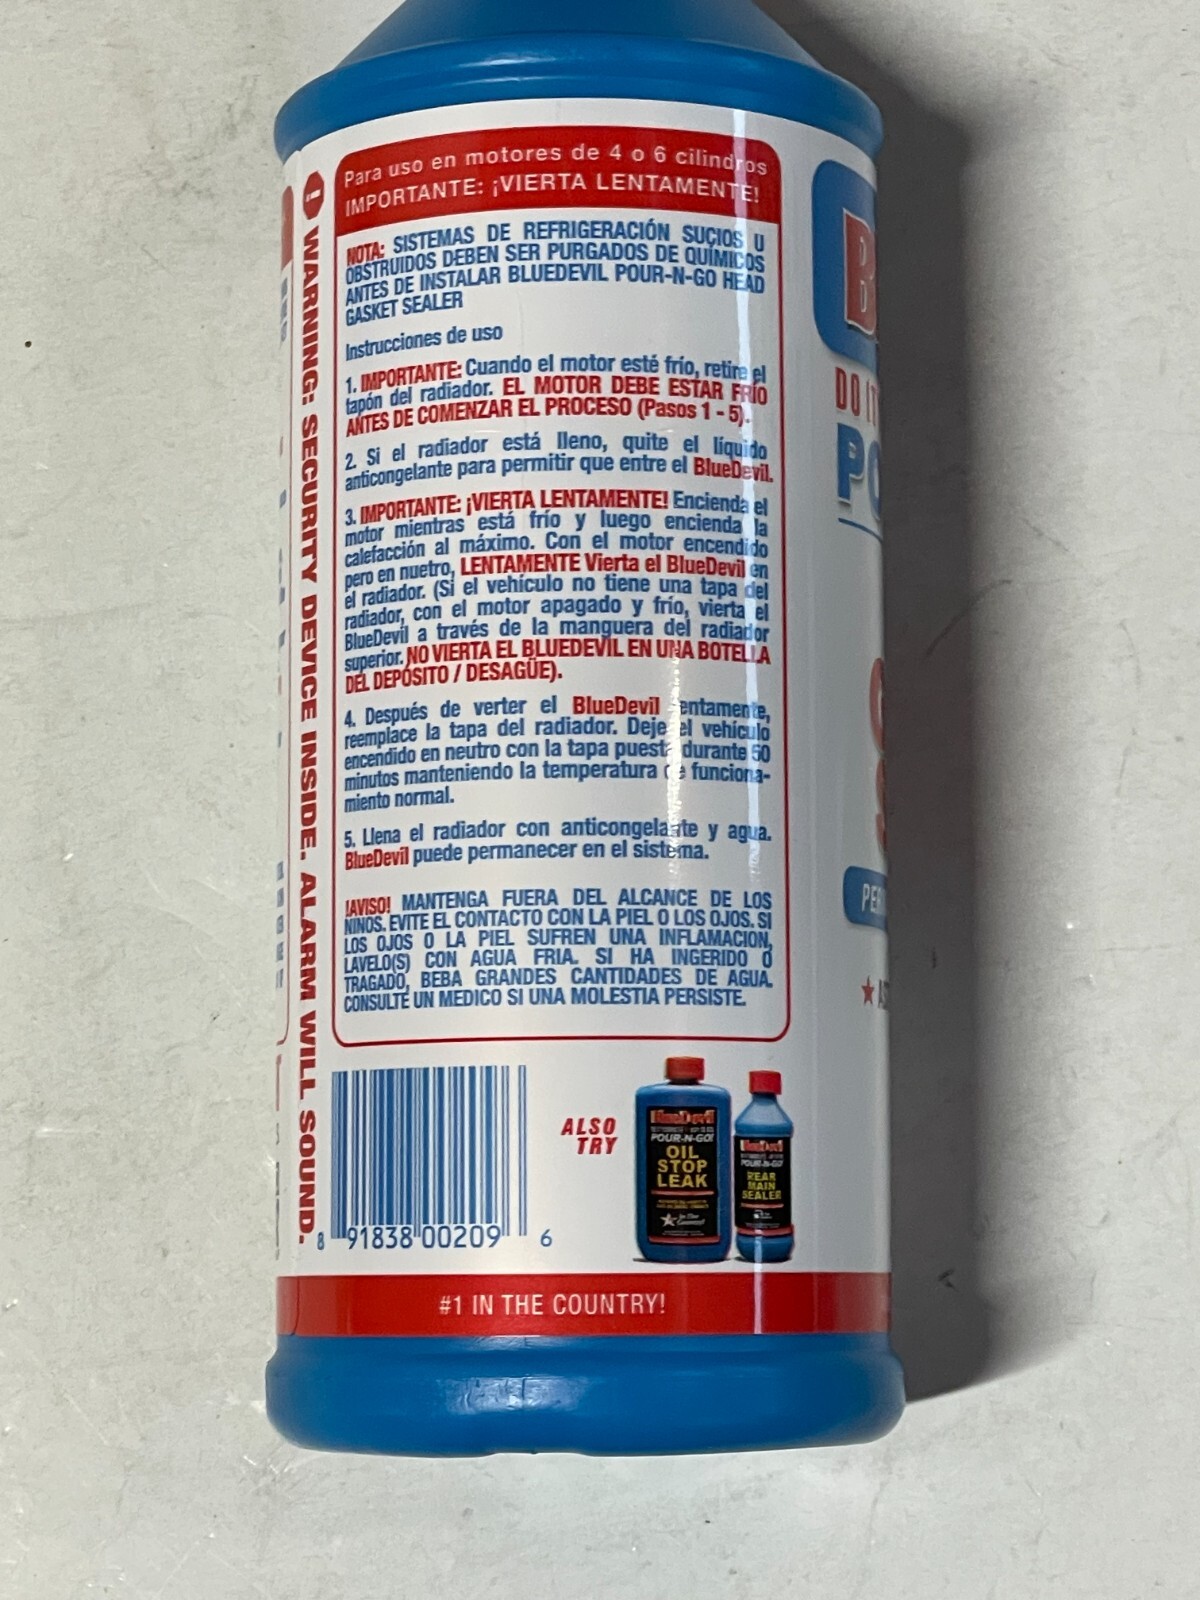 Para uso en motores de 4 o 6 cilindros
IMPORTANTE: ¡VIERTA LENTAMENTE!
NOTA: SISTEMAS DE REFRIGERACIÓN SUCIOS U
OBSTRUIDOS DEBEN SER PURGADOS DE QUÍMICOS
ANTES DE INSTALAR BLUEDEVIL POUR-N-GO HEAD
GASKET SEALER
Instrucciones de uso
1. IMPORTANTE: Cuando el motor esté frío, retire el
tapón del radiador. EL MOTOR DEBE ESTAR FRÍO
ANTES DE COMENZAR EL PROCESO (Pasos 1 - 5).
2. Si el radiador está lleno, quite el líquido
anticongelante para permitir que entre el BlueDevil.
3. IMPORTANTE: ¡VIERTA LENTAMENTE! Encienda el
motor mientras está frío y luego encienda la
calefacción al máximo. Con el motor encendido
pero en nuetro, LENTAMENTE Vierta el BlueDevil en
el radiador. (Si el vehículo no tiene una tapa del
radiador, con el motor apagado y frío, vierta el
BlueDevil a través de la manguera del radiador
superior. NO VIERTA EL BLUEDEVIL EN UNA BOTELLA
DEL DEPÓSITO / DESAGÜE).
4. Después de verter el BlueDevil lentamente,
reemplace la tapa del radiador. Deje el vehículo
encendido en neutro con la tapa puesta durante 50
minutos manteniendo la temperatura de funciona-
miento normal.
5. Llena el radiador con anticongelante y agua.
BlueDevil puede permanecer en el sistema.
!AVISO! MANTENGA FUERA DEL ALCANCE DE LOS
NINOS. EVITE EL CONTACTO CON LA PIEL O LOS OJOS. SI
LOS OJOS O LA PIEL SUFREN UNA INFLAMACION,
LAVELO(S) CON AGUA FRIA. SI HA INGERIDO O
TRAGADO, BEBA GRANDES CANTIDADES DE AGUA.
CONSULTE UN MEDICO SI UNA MOLESTIA PERSISTE.
WARNING: SECURITY DEVICE INSIDE. ALARM WILL SOUND.
8 91838 00209 6
ALSO
TRY
BlueDevil
POUR-N-GO!
OIL
STOP
LEAK
BlueDevil
POUR-N-GO!
REAR
MAIN
SEALER
#1 IN THE COUNTRY!
DO IT